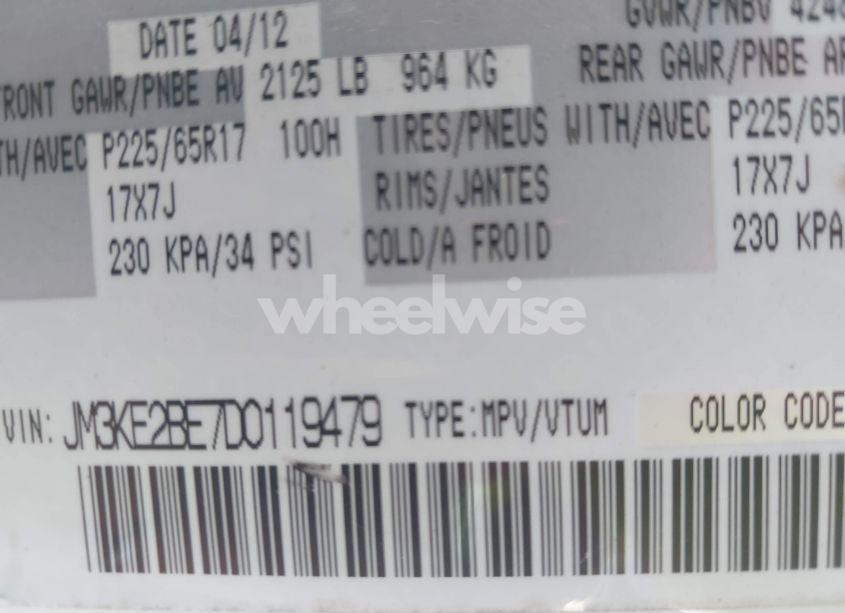 DATE 04/12
GVWR/PNBV
FRONT GAWR/PNBE AV 2125 LB 964 KG REAR GAWR/PNBE
WITH/AVEC P225/65R17 100H TIRES/PNEUS WITH/AVEC P225/65
17X7J RIMS/JANTES 17X7J
230 KPA/34 PSI COLD/A FROID 230 KPA
wheelwise
VIN: JM3KE2BE7D0119479 TYPE:MPV/VTUM COLOR CODE